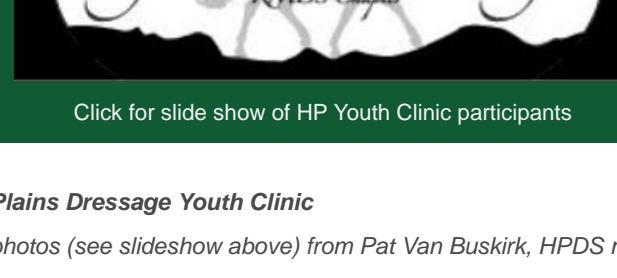 Click for slide show of HP Youth Clinic participants
Plains Dressage Youth Clinic
photos (see slideshow above) from Pat Van Buskirk, HPDS